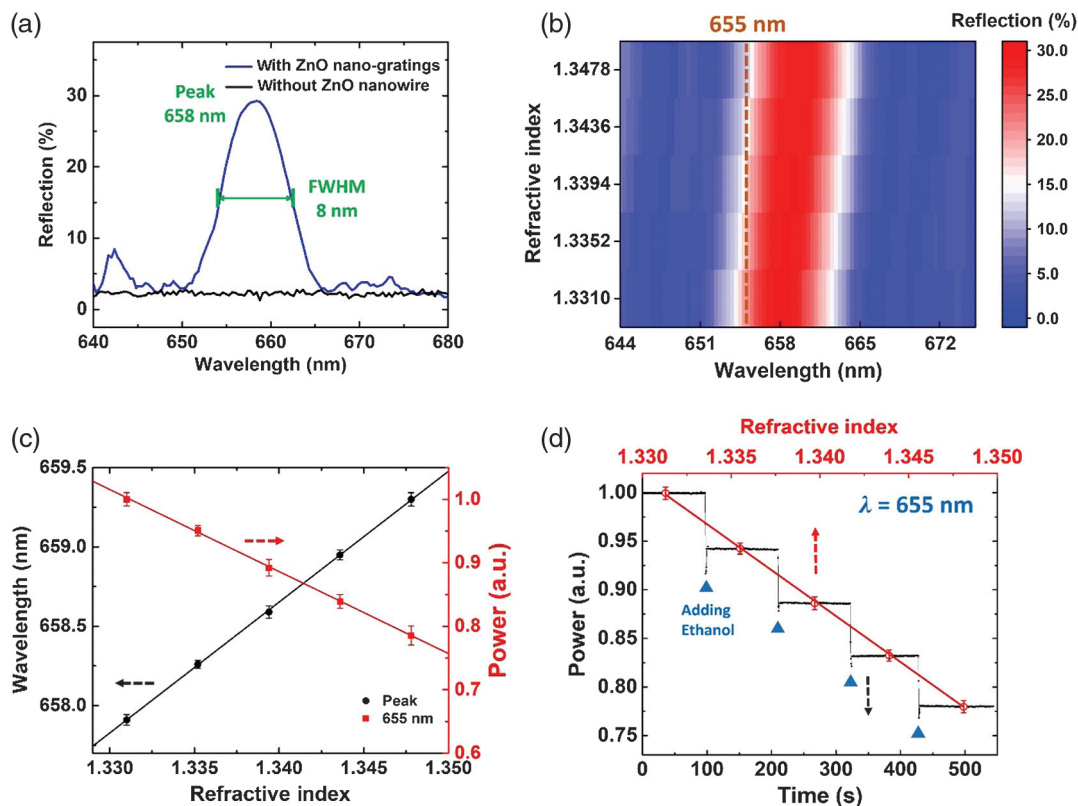 (a)
With ZnO nano-gratings
Without ZnO nanowire
Peak
658 nm
FWHM
8 nm
Reflection (%)
30
20
10
0
640 650 660 670 680
Wavelength (nm)
(b)
655 nm
Reflection (%)
Refractive index
1.3478
1.3436
1.3394
1.3352
1.3310
644 651 658 665 672
Wavelength (nm)
30.0
25.0
20.0
15.0
10.0
5.0
0.0
(c)
Wavelength (nm)
659.5
659.0
658.5
658.0
Power (a.u.)
1.0
0.9
0.8
0.7
0.6
Peak
655 nm
1.330 1.335 1.340 1.345 1.350
Refractive index
(d)
Refractive index
1.330 1.335 1.340 1.345 1.350
λ = 655 nm
Adding
Ethanol
Power (a.u.)
1.00
0.95
0.90
0.85
0.80
0.75
0 100 200 300 400 500
Time (s)